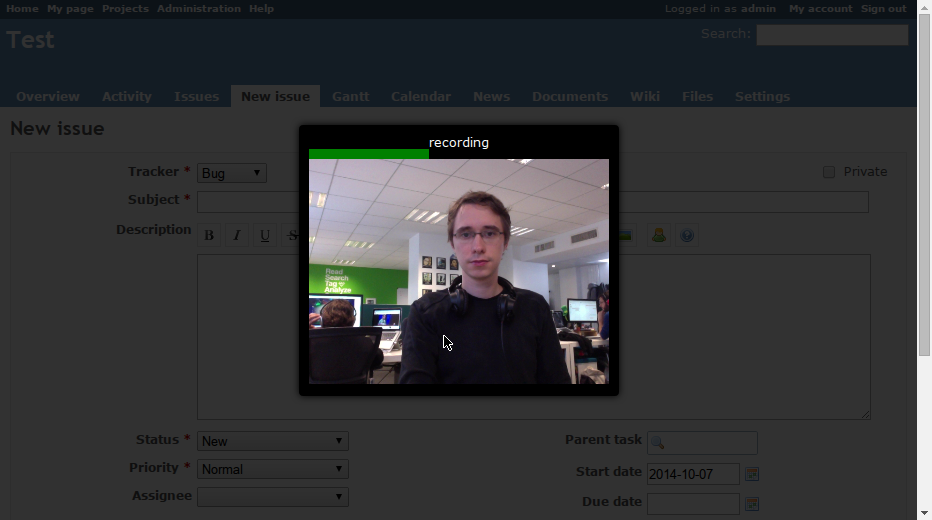 Home My page Projects Administration Help Logged in as admin My account Sign out
Test
Search:
Overview Activity Issues New issue Gantt Calendar News Documents Wiki Files Settings
New issue
recording
Tracker * Bug Private
Subject *
Description B I U S
Read
Search
Tag
Analyze
Status * New Parent task
Priority * Normal Start date 2014-10-07
Assignee Due date